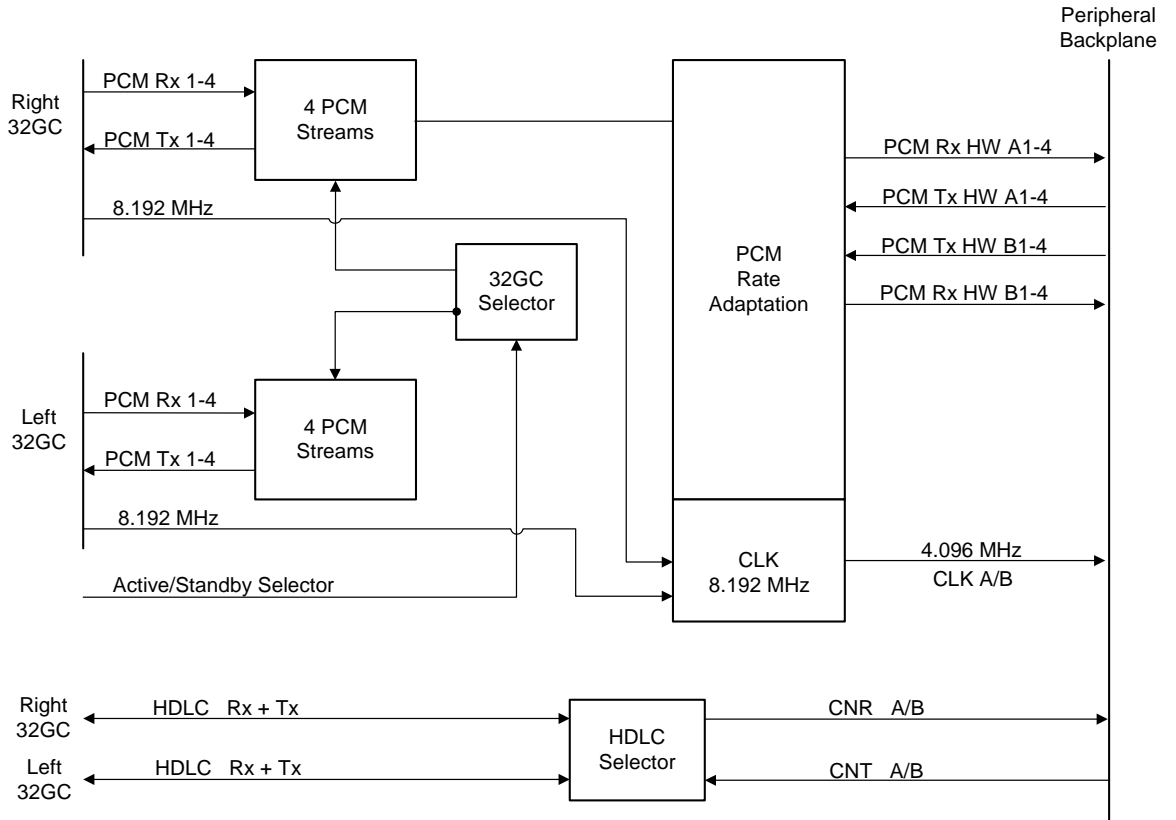 Peripheral
Backplane
Right
32GC
PCM Rx 1-4
PCM Tx 1-4
8.192 MHz
4 PCM
Streams
32GC
Selector
PCM
Rate
Adaptation
PCM Rx HW A1-4
PCM Tx HW A1-4
PCM Tx HW B1-4
PCM Rx HW B1-4
Left
32GC
PCM Rx 1-4
PCM Tx 1-4
8.192 MHz
4 PCM
Streams
Active/Standby Selector
CLK
8.192 MHz
4.096 MHz
CLK A/B
Right
32GC
HDLC Rx + Tx
Left
32GC
HDLC Rx + Tx
HDLC
Selector
CNR A/B
CNT A/B